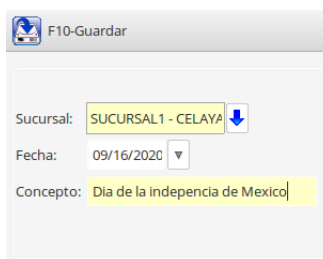 F10-Guardar
Sucursal: SUCURSAL1 - CELAYA
Fecha: 09/16/2020
Concepto: Dia de la indepencia de Mexico